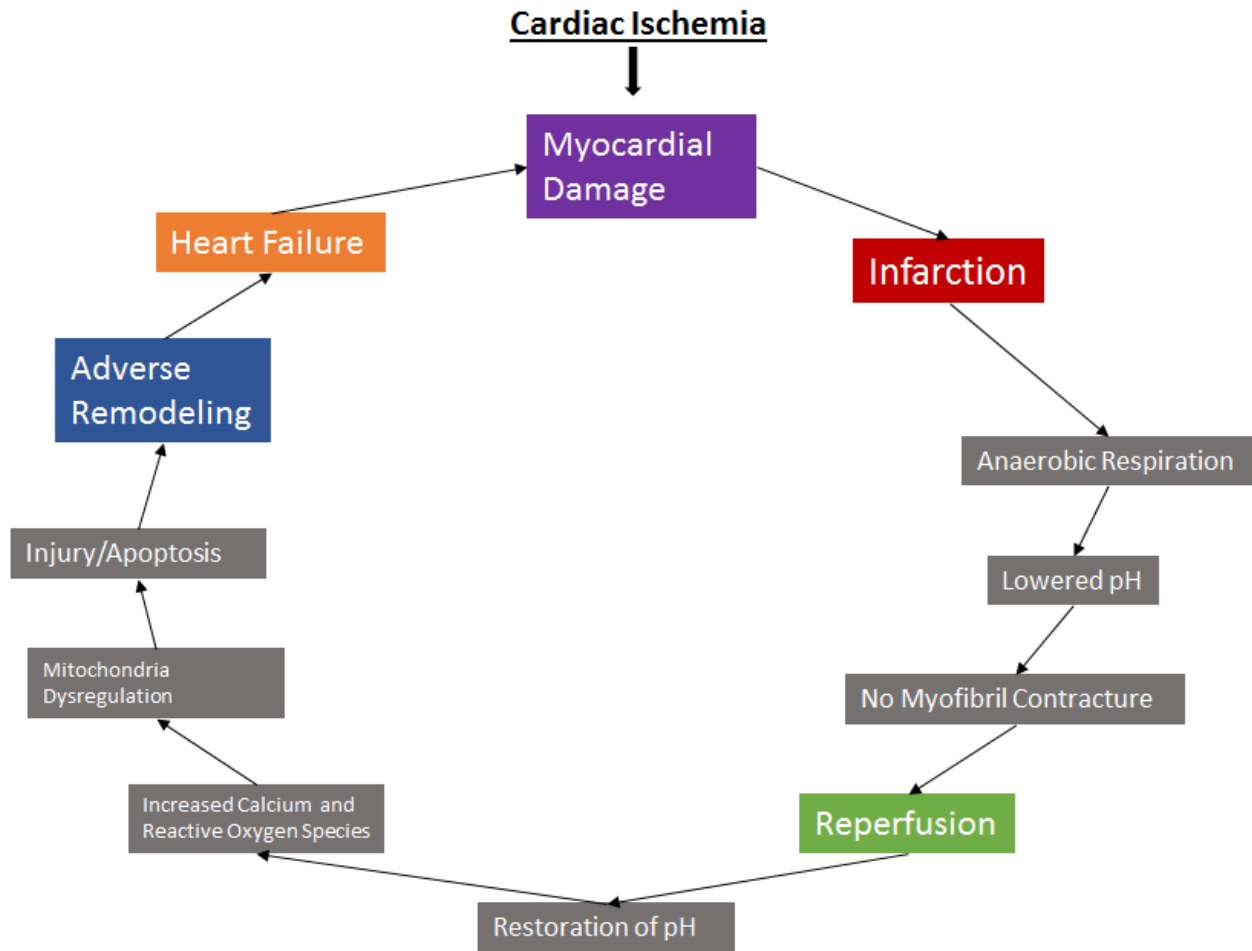 Cardiac Ischemia
Myocardial
Damage
Infarction
Anaerobic Respiration
Lowered pH
No Myofibril Contracture
Reperfusion
Restoration of pH
Increased Calcium and
Reactive Oxygen Species
Mitochondria
Dysregulation
Injury/Apoptosis
Adverse
Remodeling
Heart Failure